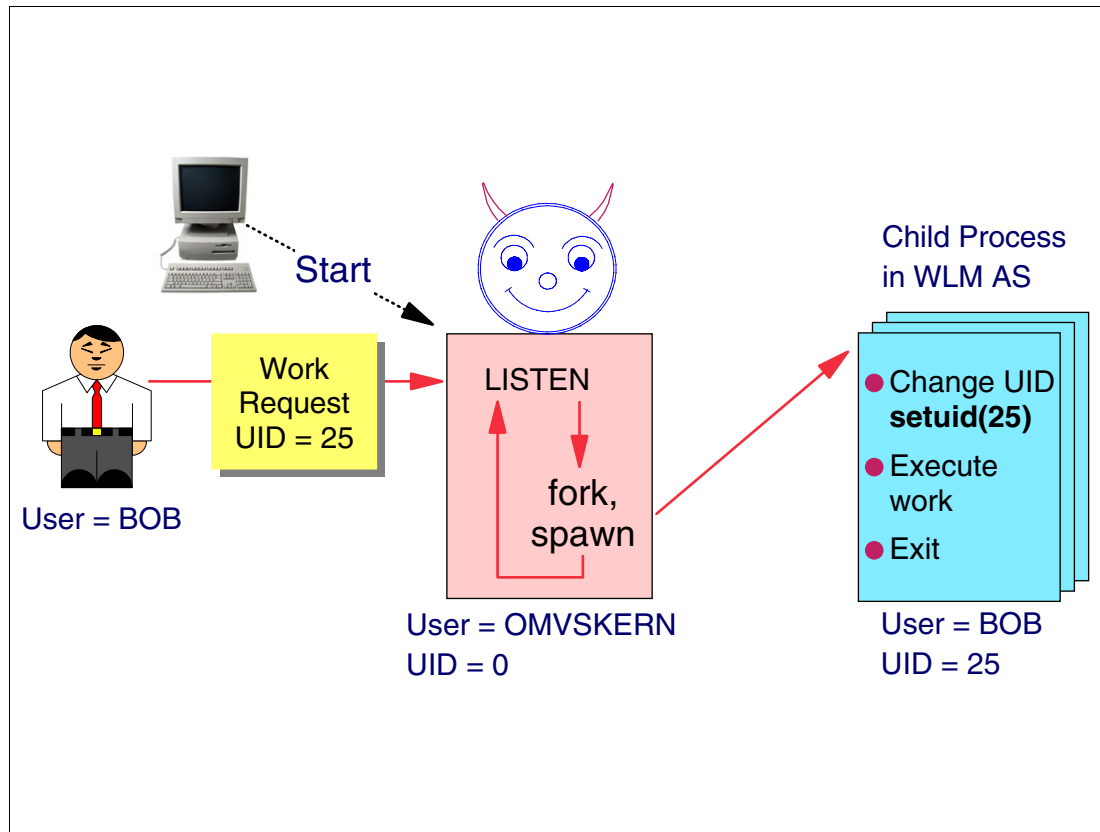 Start
Work
Request
UID = 25
User = BOB
LISTEN
fork,
spawn
User = OMVSKERN
UID = 0
Child Process
in WLM AS
Change UID
setuid(25)
Execute
work
Exit
User = BOB
UID = 25